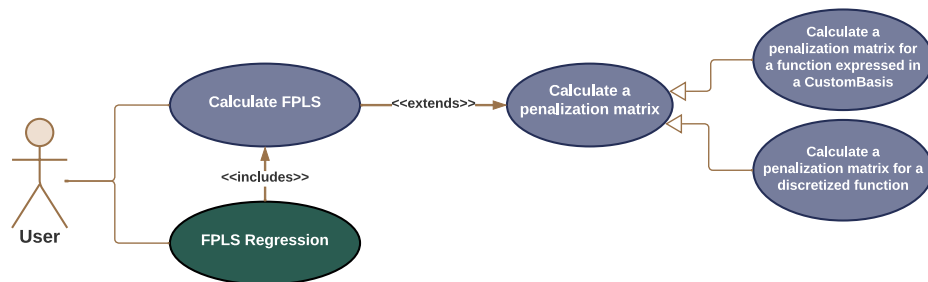 Calculate FPLS
<<extends>>
Calculate a
penalization matrix
Calculate a
penalization matrix for
a function expressed in
a CustomBasis
Calculate a
penalization matrix for a
discretized function
<<includes>>
User
FPLS Regression